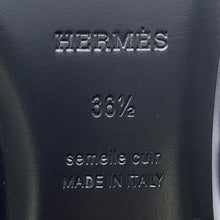 HERMÈS
36½
semelle cuir
MADE IN ITALY